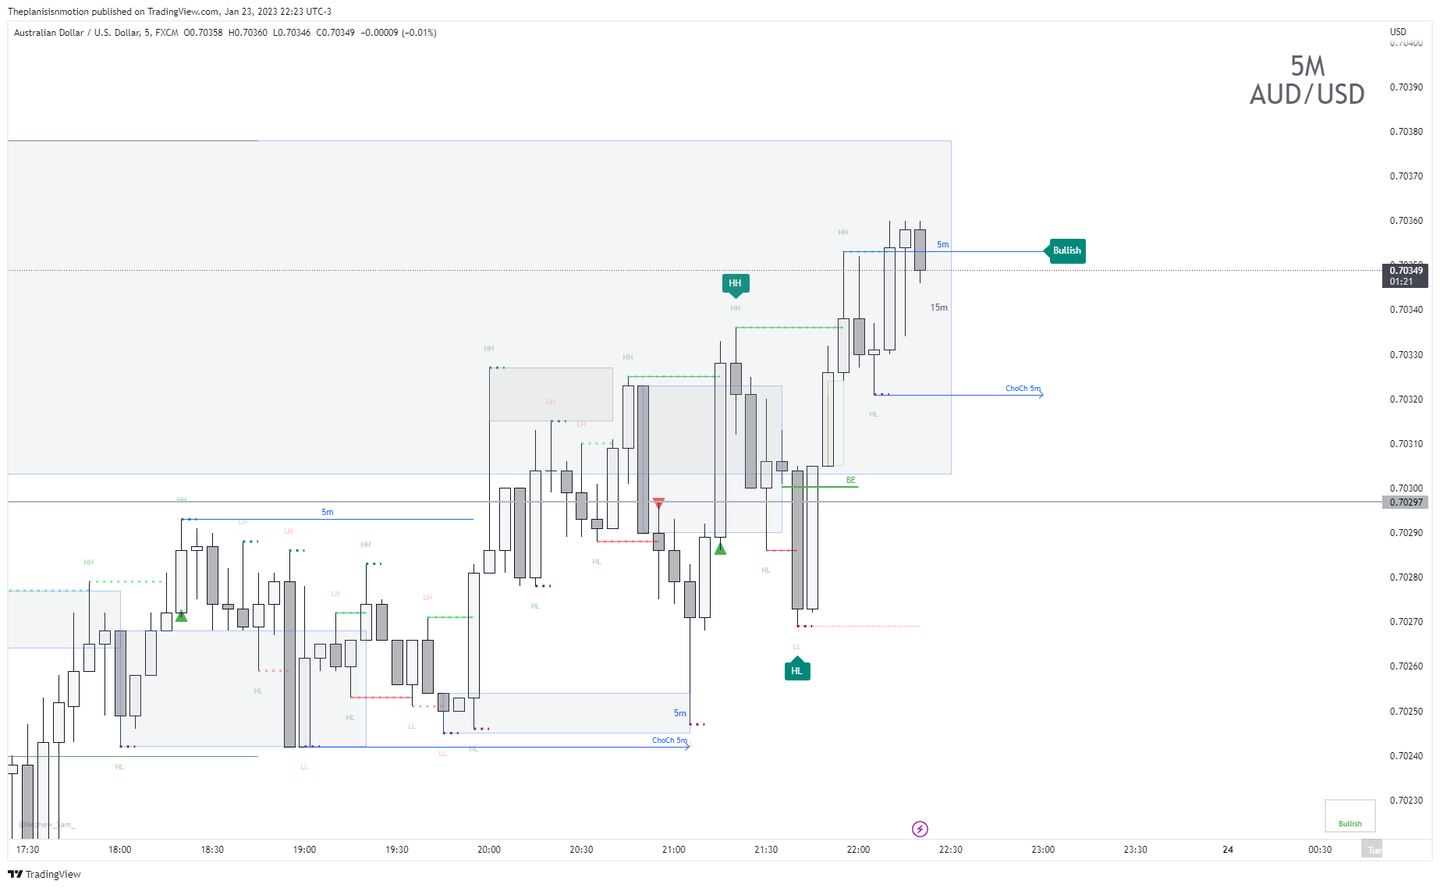 Theplanisisnmotion published on TradingView.com, Jan 23, 2023 22:23 UTC-3
Australian Dollar / U.S. Dollar, 5, FXCM O0.70358 H0.70360 L0.70346 C0.70349 −0.00009 (−0.01%)
USD
0.70400
5M
AUD/USD
0.70390
0.70380
0.70370
0.70360
HH
5m
Bullish
0.70349
01:21
HH
HH
15m
0.70340
HH
HH
0.70330
ChoCh 5m
LH
0.70320
HL
LH
0.70310
BE
0.70300
HH
0.70297
5m
LH
LH
0.70290
HH
HH
HL
HL
0.70280
LH
LH
HL
0.70270
LL
HL
0.70260
HL
HL
5m
0.70250
LL
ChoCh 5m
LL
HL
HL
LL
0.70240
0.70230
Bullish
17:30
18:00
18:30
19:00
19:30
20:00
20:30
21:00
21:30
22:00
22:30
23:00
23:30
24
00:30
Tue
TradingView